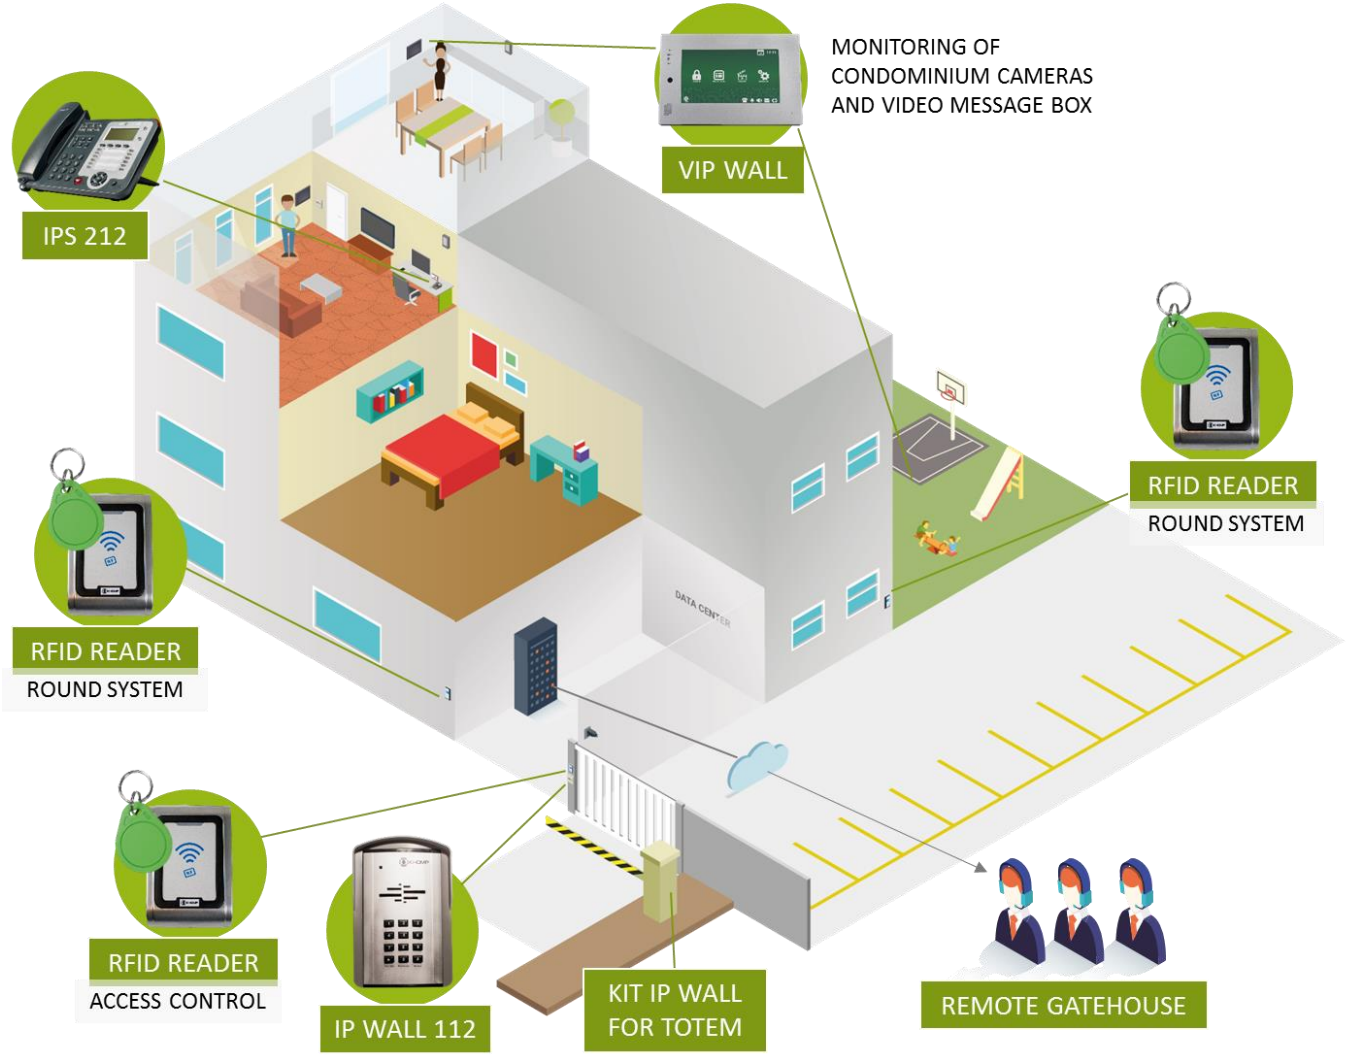 MONITORING OF
CONDOMINIUM CAMERAS
AND VIDEO MESSAGE BOX
VIP WALL
IPS 212
RFID READER
ROUND SYSTEM
RFID READER
ROUND SYSTEM
DATA CENTER
RFID READER
ACCESS CONTROL
IP WALL 112
KIT IP WALL
FOR TOTEM
REMOTE GATEHOUSE